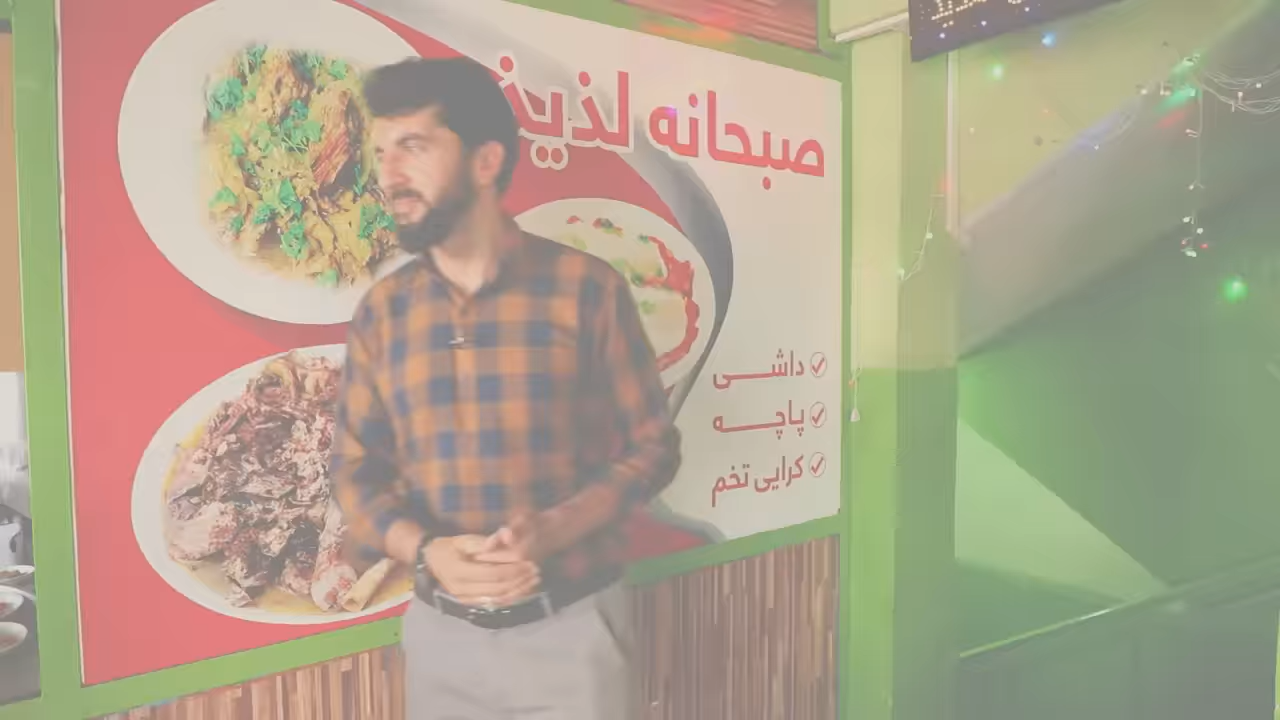 صبحانه لذیذ
داشی
پاچه
کرایی تخم